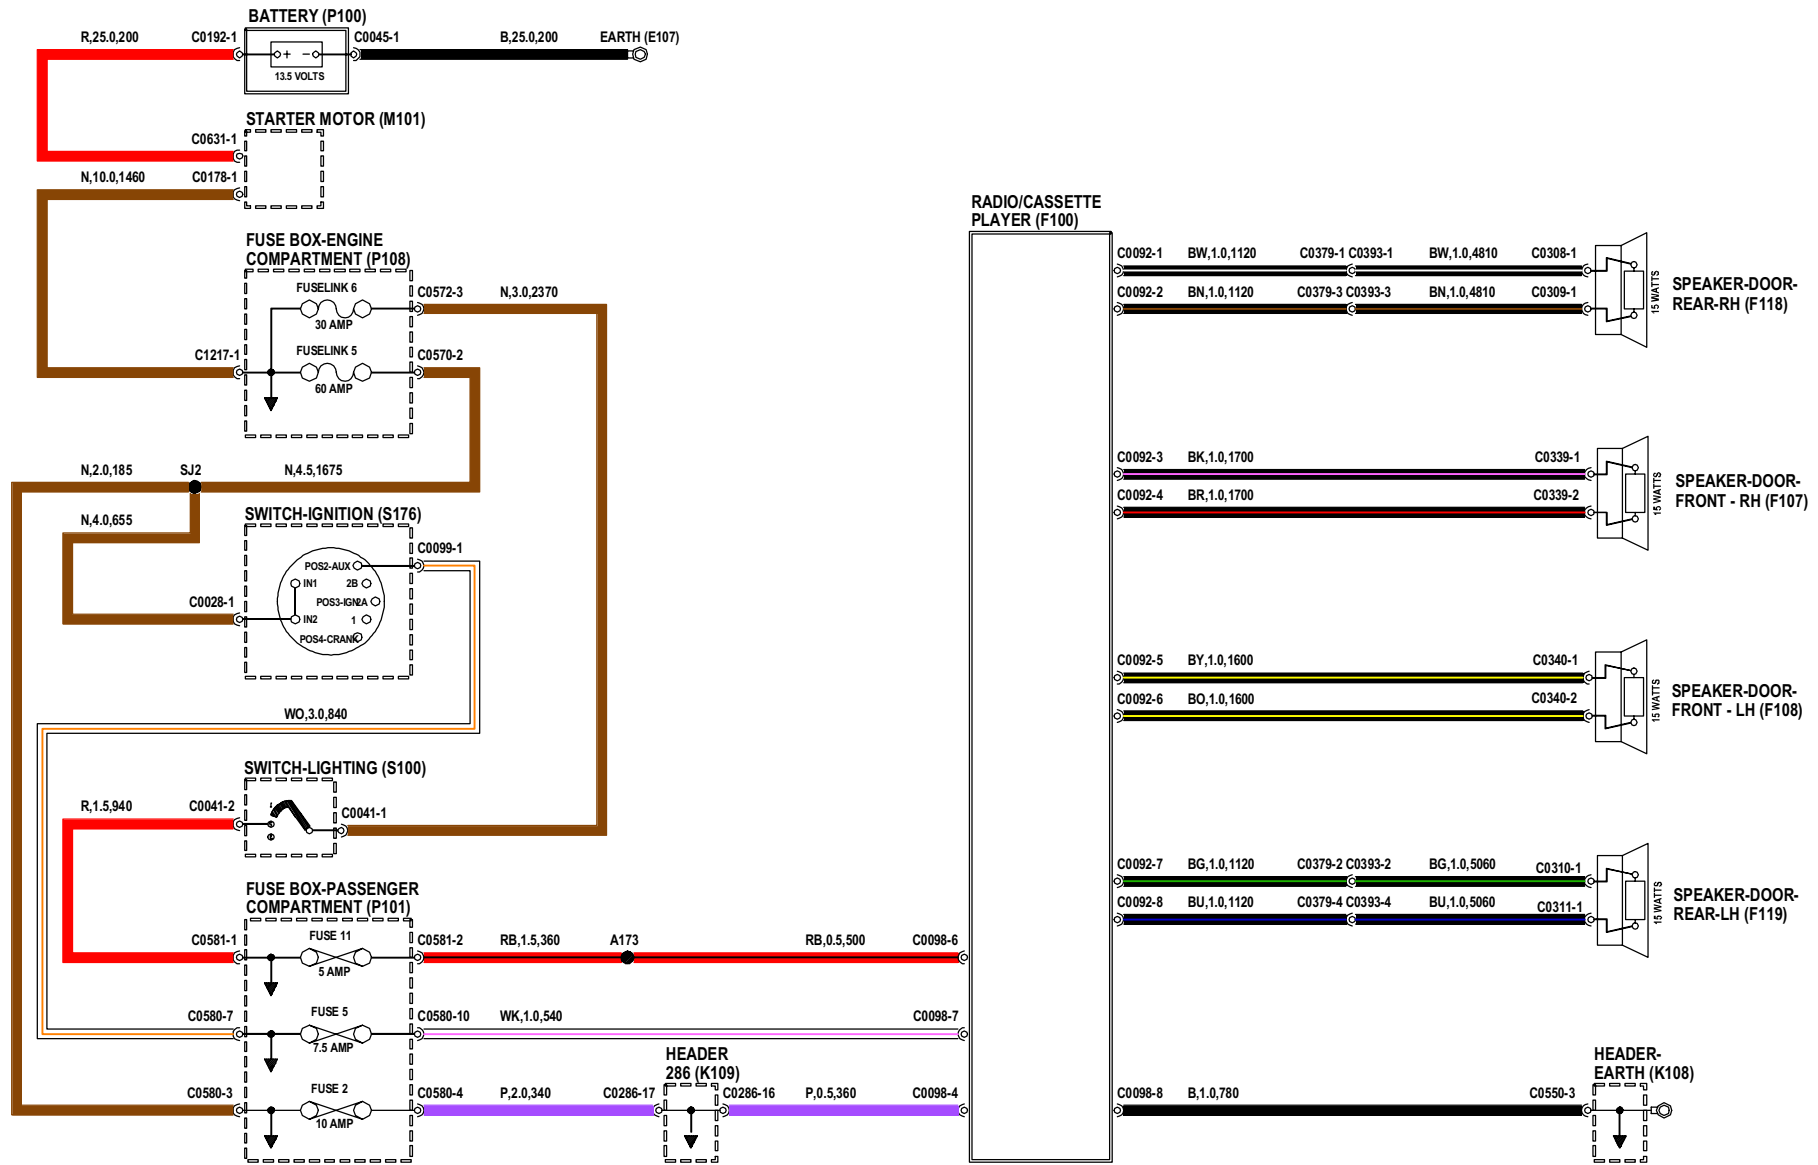 BATTERY (P100)
R,25.0,200
C0192-1
C0045-1
B,25.0,200
EARTH (E107)
+ −
13.5 VOLTS
STARTER MOTOR (M101)
C0631-1
N,10.0,1460
C0178-1
FUSE BOX-ENGINE
COMPARTMENT (P108)
FUSELINK 6
30 AMP
C0572-3
N,3.0,2370
C1217-1
FUSELINK 5
60 AMP
C0570-2
N,2.0,185
SJ2
N,4.5,1675
N,4.0,655
SWITCH-IGNITION (S176)
C0099-1
POS2-AUX
IN1
2B
POS3-IGN
2A
C0028-1
IN2
1
POS4-CRANK
WO,3.0,840
SWITCH-LIGHTING (S100)
R,1.5,940
C0041-2
C0041-1
FUSE BOX-PASSENGER
COMPARTMENT (P101)
C0581-1
FUSE 11
5 AMP
C0581-2
RB,1.5,360
A173
RB,0.5,500
C0098-6
C0580-7
FUSE 5
7.5 AMP
C0580-10
WK,1.0,540
C0098-7
HEADER
286 (K109)
C0580-3
FUSE 2
10 AMP
C0580-4
P,2.0,340
C0286-17
C0286-16
P,0.5,360
C0098-4
RADIO/CASSETTE
PLAYER (F100)
C0092-1
BW,1.0,1120
C0379-1 C0393-1
BW,1.0,4810
C0308-1
C0092-2
BN,1.0,1120
C0379-3 C0393-3
BN,1.0,4810
C0309-1
15 WATTS
SPEAKER-DOOR-
REAR-RH (F118)
C0092-3
BK,1.0,1700
C0339-1
C0092-4
BR,1.0,1700
C0339-2
15 WATTS
SPEAKER-DOOR-
FRONT - RH (F107)
C0092-5
BY,1.0,1600
C0340-1
C0092-6
BO,1.0,1600
C0340-2
15 WATTS
SPEAKER-DOOR-
FRONT - LH (F108)
C0092-7
BG,1.0,1120
C0379-2 C0393-2
BG,1.0,5060
C0310-1
C0092-8
BU,1.0,1120
C0379-4 C0393-4
BU,1.0,5060
C0311-1
15 WATTS
SPEAKER-DOOR-
REAR-LH (F119)
C0098-8
B,1.0,780
C0550-3
HEADER-
EARTH (K108)